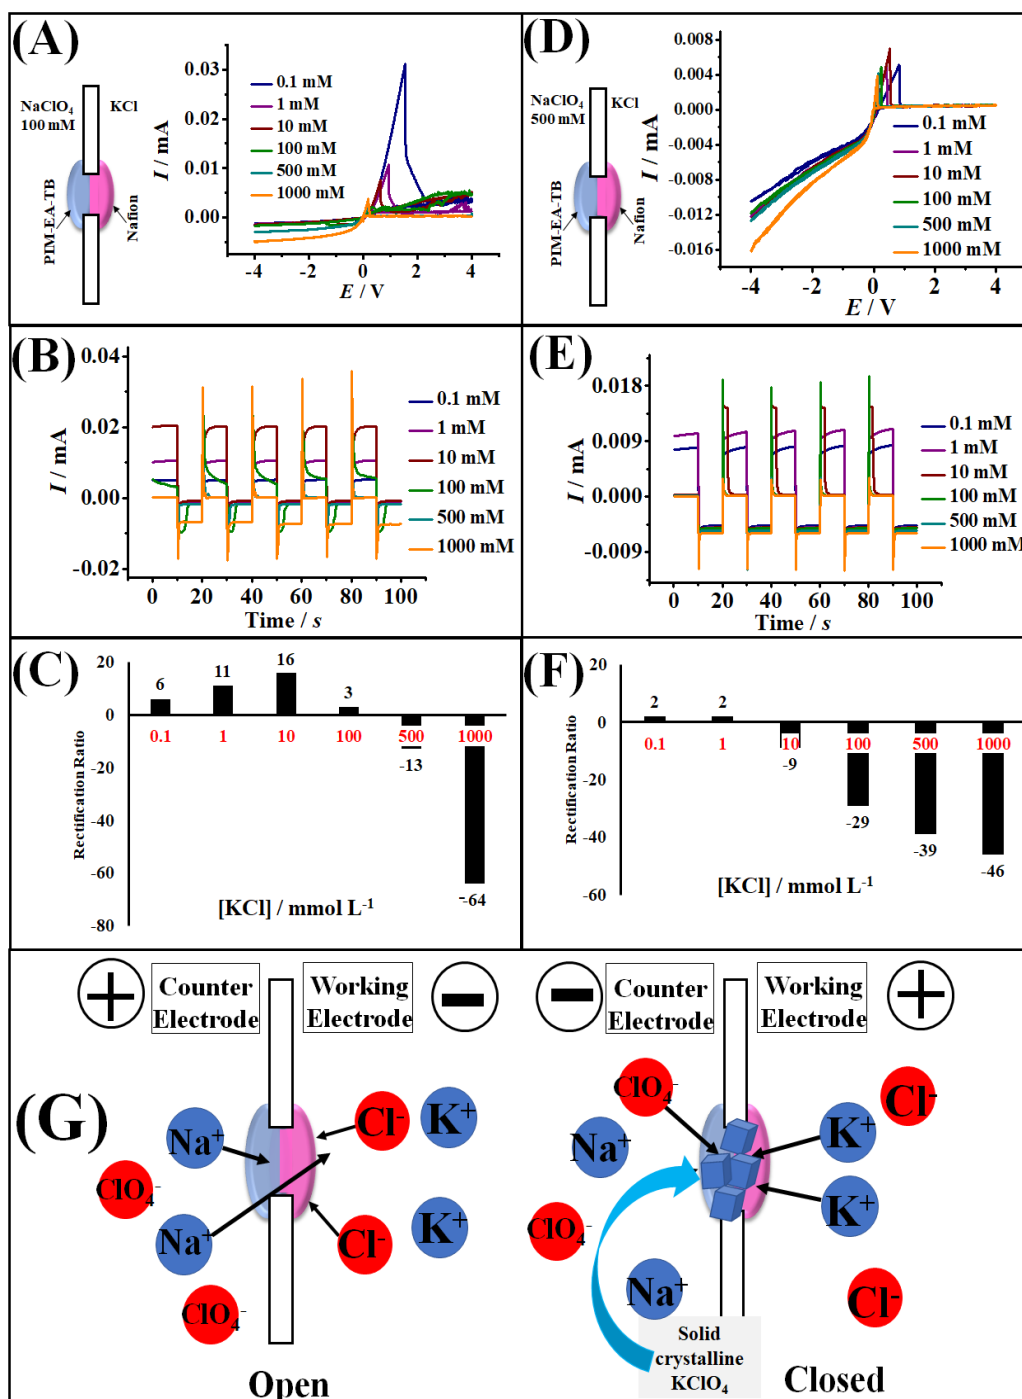 (A)
NaClO4
100 mM
KCl
PIM-EA-TB
Nafion
I / mA
0.03
0.02
0.01
0.00
0.1 mM
1 mM
10 mM
100 mM
500 mM
1000 mM
-4 -2 0 2 4
E / V
(D)
NaClO4
500 mM
KCl
PIM-EA-TB
Nafion
I / mA
0.008
0.004
0.000
-0.004
-0.008
-0.012
-0.016
0.1 mM
1 mM
10 mM
100 mM
500 mM
1000 mM
-4 -2 0 2 4
E / V
(B)
I / mA
0.04
0.02
0.00
-0.02
0.1 mM
1 mM
10 mM
100 mM
500 mM
1000 mM
0 20 40 60 80 100
Time / s
(E)
I / mA
0.018
0.009
0.000
-0.009
0.1 mM
1 mM
10 mM
100 mM
500 mM
1000 mM
0 20 40 60 80 100
Time / s
(C)
Rectification Ratio
20
0
-20
-40
-60
-80
6 11 16 3
0.1 1 10 100 500 1000
-13
-64
[KCl] / mmol L-1
(F)
Rectification Ratio
20
0
-20
-40
-60
2 2
0.1 1 10 100 500 1000
-9
-29
-39
-46
[KCl] / mmol L-1
(G)
Counter
Electrode
Working
Electrode
Na+
Cl-
K+
ClO4-
Na+
Cl-
K+
ClO4-
Open
Counter
Electrode
Working
Electrode
ClO4-
Cl-
Na+
K+
K+
ClO4-
Na+
Cl-
Solid
crystalline
KClO4
Closed